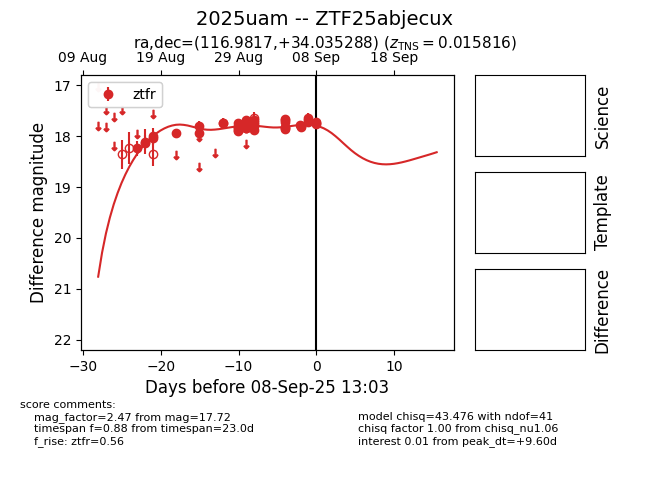 2025uam -- ZTF25abjecux
ra,dec=(116.9817,+34.035288) (z_TNS = 0.015816)
09 Aug 19 Aug 29 Aug 08 Sep 18 Sep
ztfr
17
18
19
20
21
22
Difference magnitude
−30 −20 −10 0 10
Days before 08-Sep-25 13:03
Science
Template
Difference
score comments:
mag_factor=2.47 from mag=17.72
timespan f=0.88 from timespan=23.0d
f_rise: ztfr=0.56
model chisq=43.476 with ndof=41
chisq factor 1.00 from chisq_nu1.06
interest 0.01 from peak_dt=+9.60d